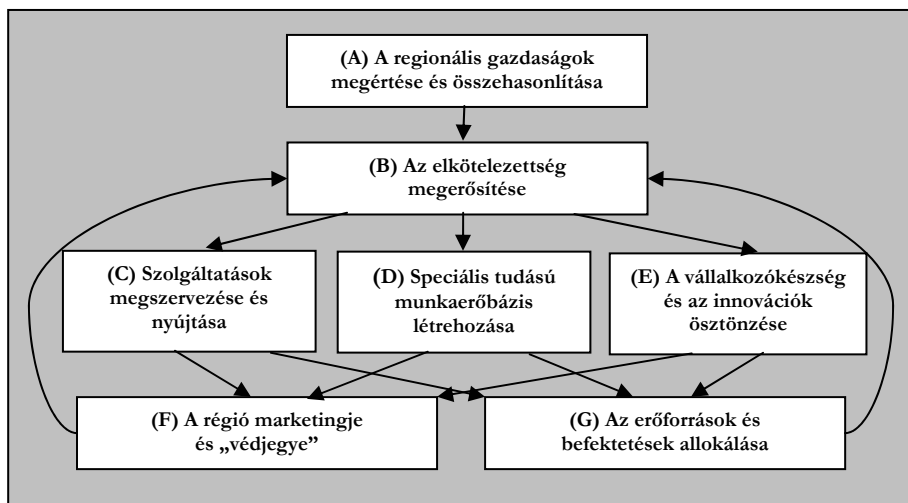 (A) A regionális gazdaságok
megértése és összehasonlítása
(B) Az elkötelezettség
megerősítése
(C) Szolgáltatások
megszervezése és
nyújtása
(D) Speciális tudású
munkaerőbázis
létrehozása
(E) A vállalkozókészség
és az innovációk
ösztönzése
(F) A régió marketingje
és „védjegye”
(G) Az erőforrások és
befektetések allokálása